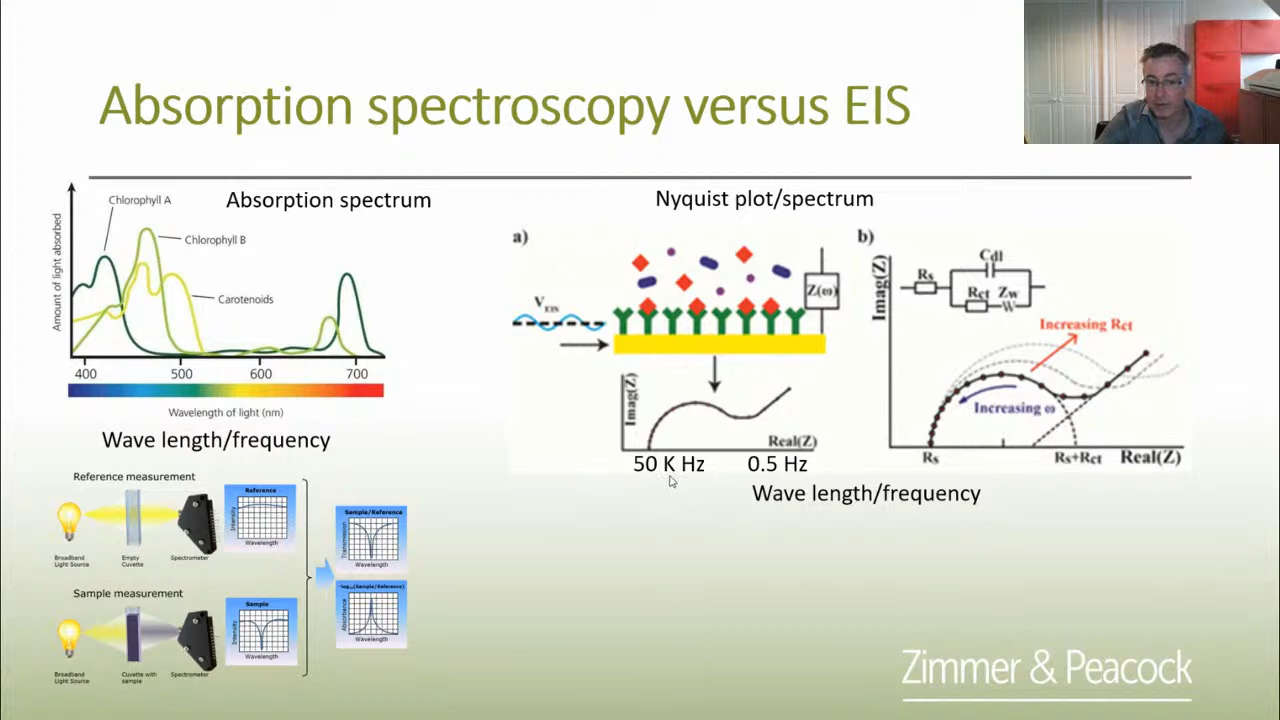 Absorption spectroscopy versus EIS
Absorption spectrum
Chlorophyll A
Chlorophyll B
Carotenoids
Amount of light absorbed
400 500 600 700
Wavelength of light (nm)
Wave length/frequency
Reference measurement
Broadband
Light Source
Empty
Cuvette
Spectrometer
Reference
Intensity
Wavelength
Sample measurement
Broadband
Light Source
Cuvette with
sample
Spectrometer
Sample
Intensity
Wavelength
Sample/Reference
Transmission
Wavelength
(Sample/Reference)
Absorbance
Wavelength
Nyquist plot/spectrum
a)
V_EIS
Z(ω)
Imag(Z)
Real(Z)
50 K Hz 0.5 Hz
Wave length/frequency
b)
Imag(Z)
Cdl
Rs
Rct Zw
W
Increasing Rct
Increasing ω
Rs Rs+Rct Real(Z)
Zimmer & Peacock